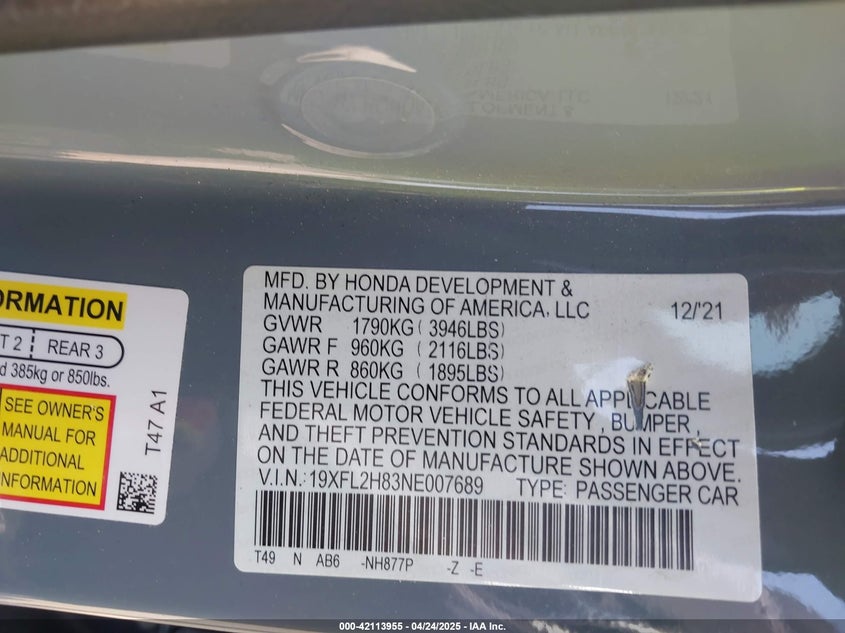 ORMATION
T 2 REAR 3
d 385kg or 850lbs.
SEE OWNER'S
MANUAL FOR
ADDITIONAL
INFORMATION
T47 A1
MFD. BY HONDA DEVELOPMENT &
MANUFACTURING OF AMERICA, LLC 12/'21
GVWR 1790KG ( 3946LBS)
GAWR F 960KG ( 2116LBS)
GAWR R 860KG ( 1895LBS)
THIS VEHICLE CONFORMS TO ALL APPLICABLE
FEDERAL MOTOR VEHICLE SAFETY , BUMPER ,
AND THEFT PREVENTION STANDARDS IN EFFECT
ON THE DATE OF MANUFACTURE SHOWN ABOVE.
V.I.N.: 19XFL2H83NE007689 TYPE: PASSENGER CAR
T49 N AB6 -NH877P -Z -E
000-42113955 - 04/24/2025 - IAA Inc.